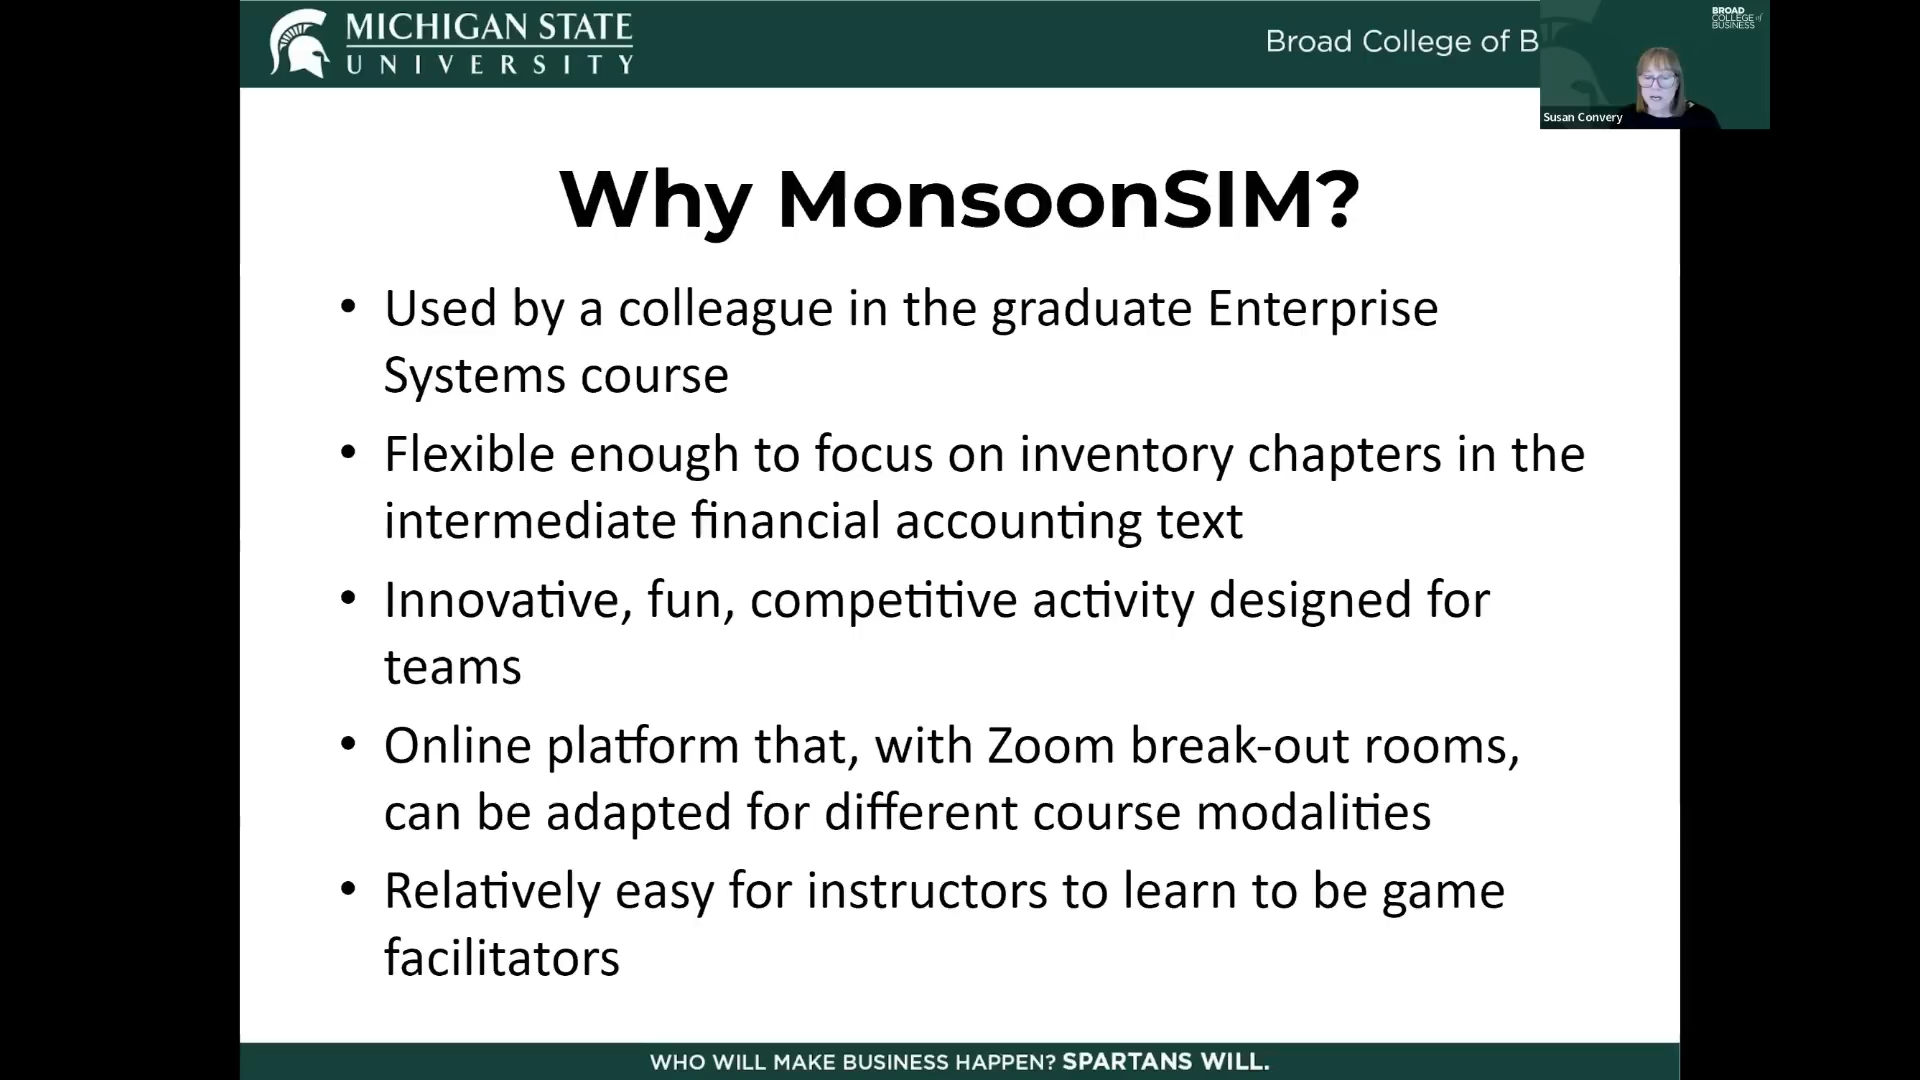 MICHIGAN STATE
UNIVERSITY
Broad College of B
BROAD
COLLEGE of
BUSINESS
Susan Convery
Why MonsoonSIM?
• Used by a colleague in the graduate Enterprise
Systems course
• Flexible enough to focus on inventory chapters in the
intermediate financial accounting text
• Innovative, fun, competitive activity designed for
teams
• Online platform that, with Zoom break-out rooms,
can be adapted for different course modalities
• Relatively easy for instructors to learn to be game
facilitators
WHO WILL MAKE BUSINESS HAPPEN? SPARTANS WILL.